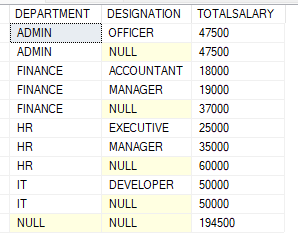 DEPARTMENT DESIGNATION TOTALSALARY
ADMIN OFFICER 47500
ADMIN NULL 47500
FINANCE ACCOUNTANT 18000
FINANCE MANAGER 19000
FINANCE NULL 37000
HR EXECUTIVE 25000
HR MANAGER 35000
HR NULL 60000
IT DEVELOPER 50000
IT NULL 50000
NULL NULL 194500